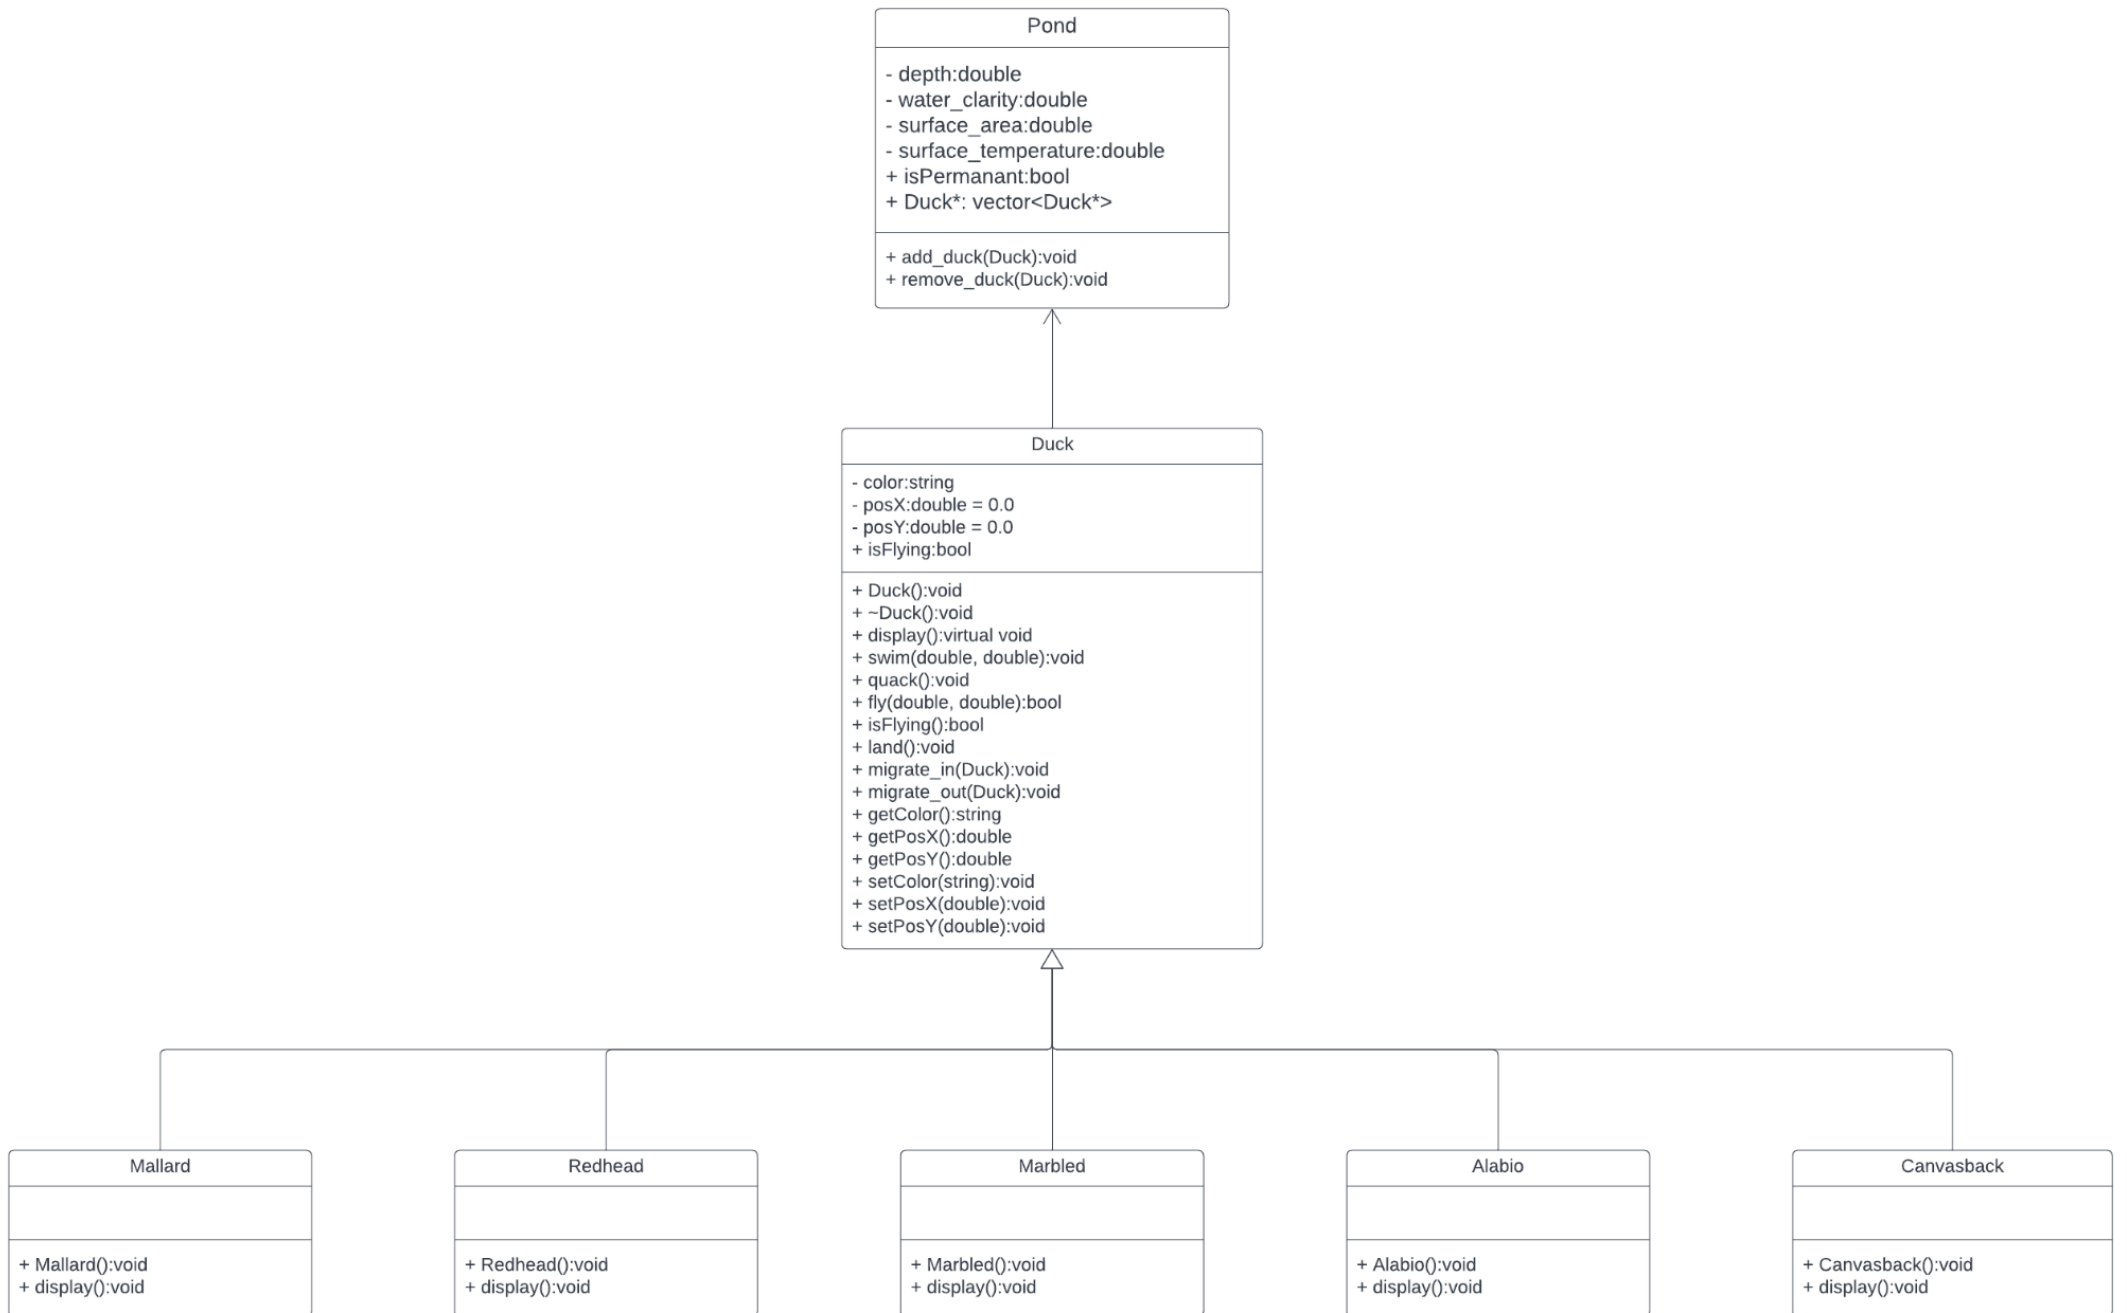 Pond
- depth:double
- water_clarity:double
- surface_area:double
- surface_temperature:double
+ isPermanant:bool
+ Duck*: vector<Duck*>
+ add_duck(Duck):void
+ remove_duck(Duck):void
Duck
- color:string
- posX:double = 0.0
- posY:double = 0.0
+ isFlying:bool
+ Duck():void
+ ~Duck():void
+ display():virtual void
+ swim(double, double):void
+ quack():void
+ fly(double, double):bool
+ isFlying():bool
+ land():void
+ migrate_in(Duck):void
+ migrate_out(Duck):void
+ getColor():string
+ getPosX():double
+ getPosY():double
+ setColor(string):void
+ setPosX(double):void
+ setPosY(double):void
Mallard
+ Mallard():void
+ display():void
Redhead
+ Redhead():void
+ display():void
Marbled
+ Marbled():void
+ display():void
Alabio
+ Alabio():void
+ display():void
Canvasback
+ Canvasback():void
+ display():void